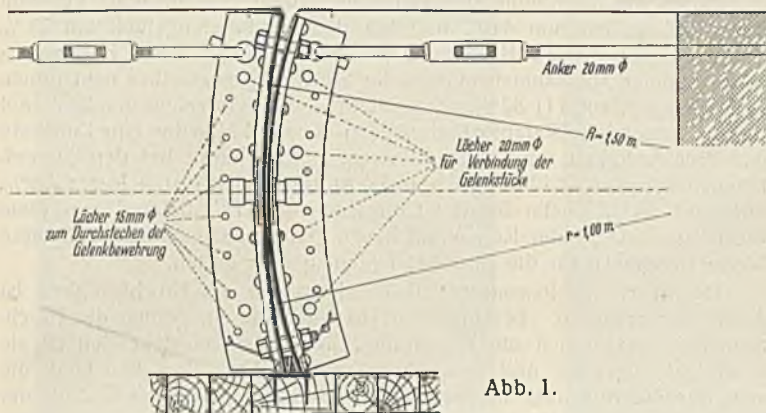 Anker 20mm Φ
R=1,50 m.
Löcher 20mm Φ
für Verbindung der
Gelenkstücke
Löcher 15mm Φ
zum Durchstechen der
Gelenkbewehrung
r=1,00m.
Abb. 1.